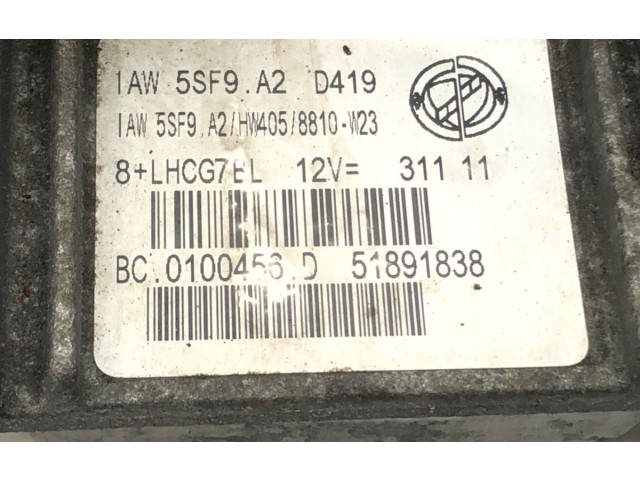 IAW 5SF9.A2 D419
IAW 5SF9.A2/HW405/8810-W23
8+LHCG7EL 12V= 311 11
BC.0100456.D 51891838